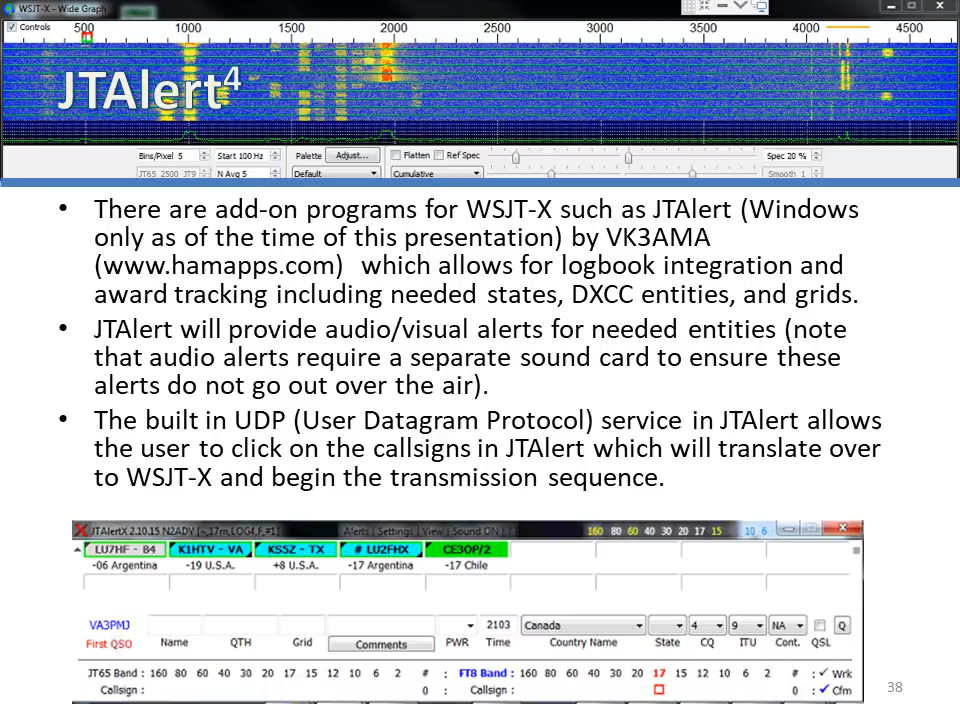 WSJT-X - Wide Graph
Controls 500 1000 1500 2000 2500 3000 3500 4000 4500
JTAlert4
Bins/Pixel 5 Start 100 Hz Palette Adjust... Flatten Ref Spec Spec 20 %
JT65 2500 JT9 N Avg 5 Default Cumulative Smooth 1
• There are add-on programs for WSJT-X such as JTAlert (Windows
only as of the time of this presentation) by VK3AMA
(www.hamapps.com) which allows for logbook integration and
award tracking including needed states, DXCC entities, and grids.
• JTAlert will provide audio/visual alerts for needed entities (note
that audio alerts require a separate sound card to ensure these
alerts do not go out over the air).
• The built in UDP (User Datagram Protocol) service in JTAlert allows
the user to click on the callsigns in JTAlert which will translate over
to WSJT-X and begin the transmission sequence.
JTAlertX 2.10.15 N2ADV Alerts | Settings | View | Sound ON | ? | 160 80 60 40 30 20 17 15 10 6
LU7HF - B4 K1HTV - VA KS5Z - TX # LU2FHX CE3OP/2
-06 Argentina -19 U.S.A. +8 U.S.A. -17 Argentina -17 Chile
VA3PMJ 2103 Canada 4 9 NA Q
First QSO Name QTH Grid Comments PWR Time Country Name State CQ ITU Cont. QSL
JT65 Band : 160 80 60 40 30 20 17 15 12 10 6 2 # : FT8 Band : 160 80 60 40 30 20 17 15 12 10 6 2 # : ✓ Wrk
Callsign : 0 : Callsign : 0 : ✓ Cfm
38